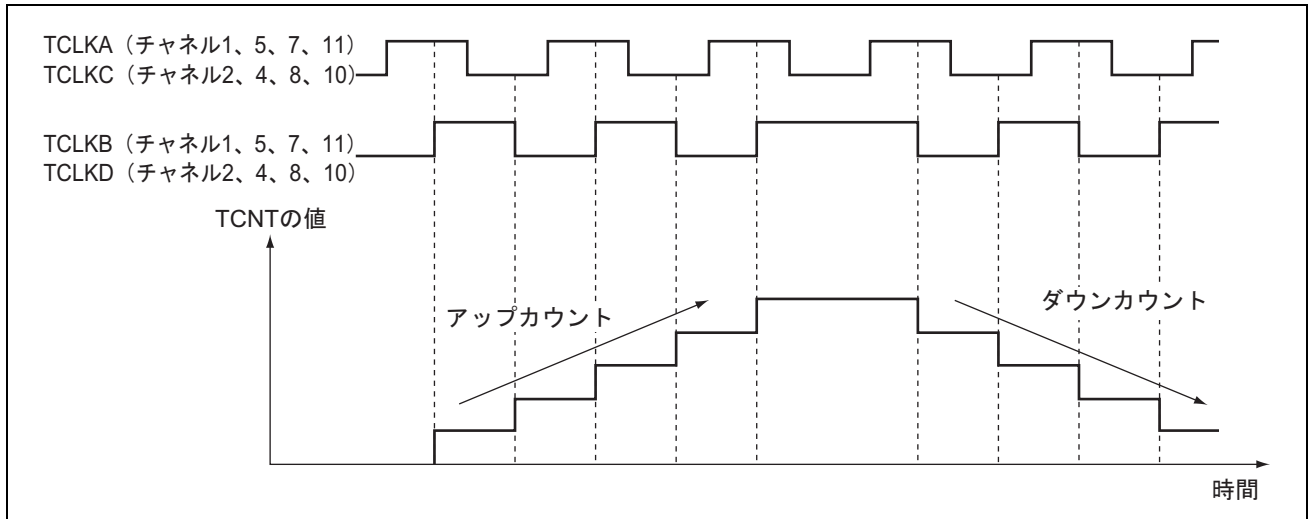 TCLKA（チャネル1、5、7、11）
TCLKC（チャネル2、4、8、10）
TCLKB（チャネル1、5、7、11）
TCLKD（チャネル2、4、8、10）
TCNTの値
アップカウント
ダウンカウント
時間